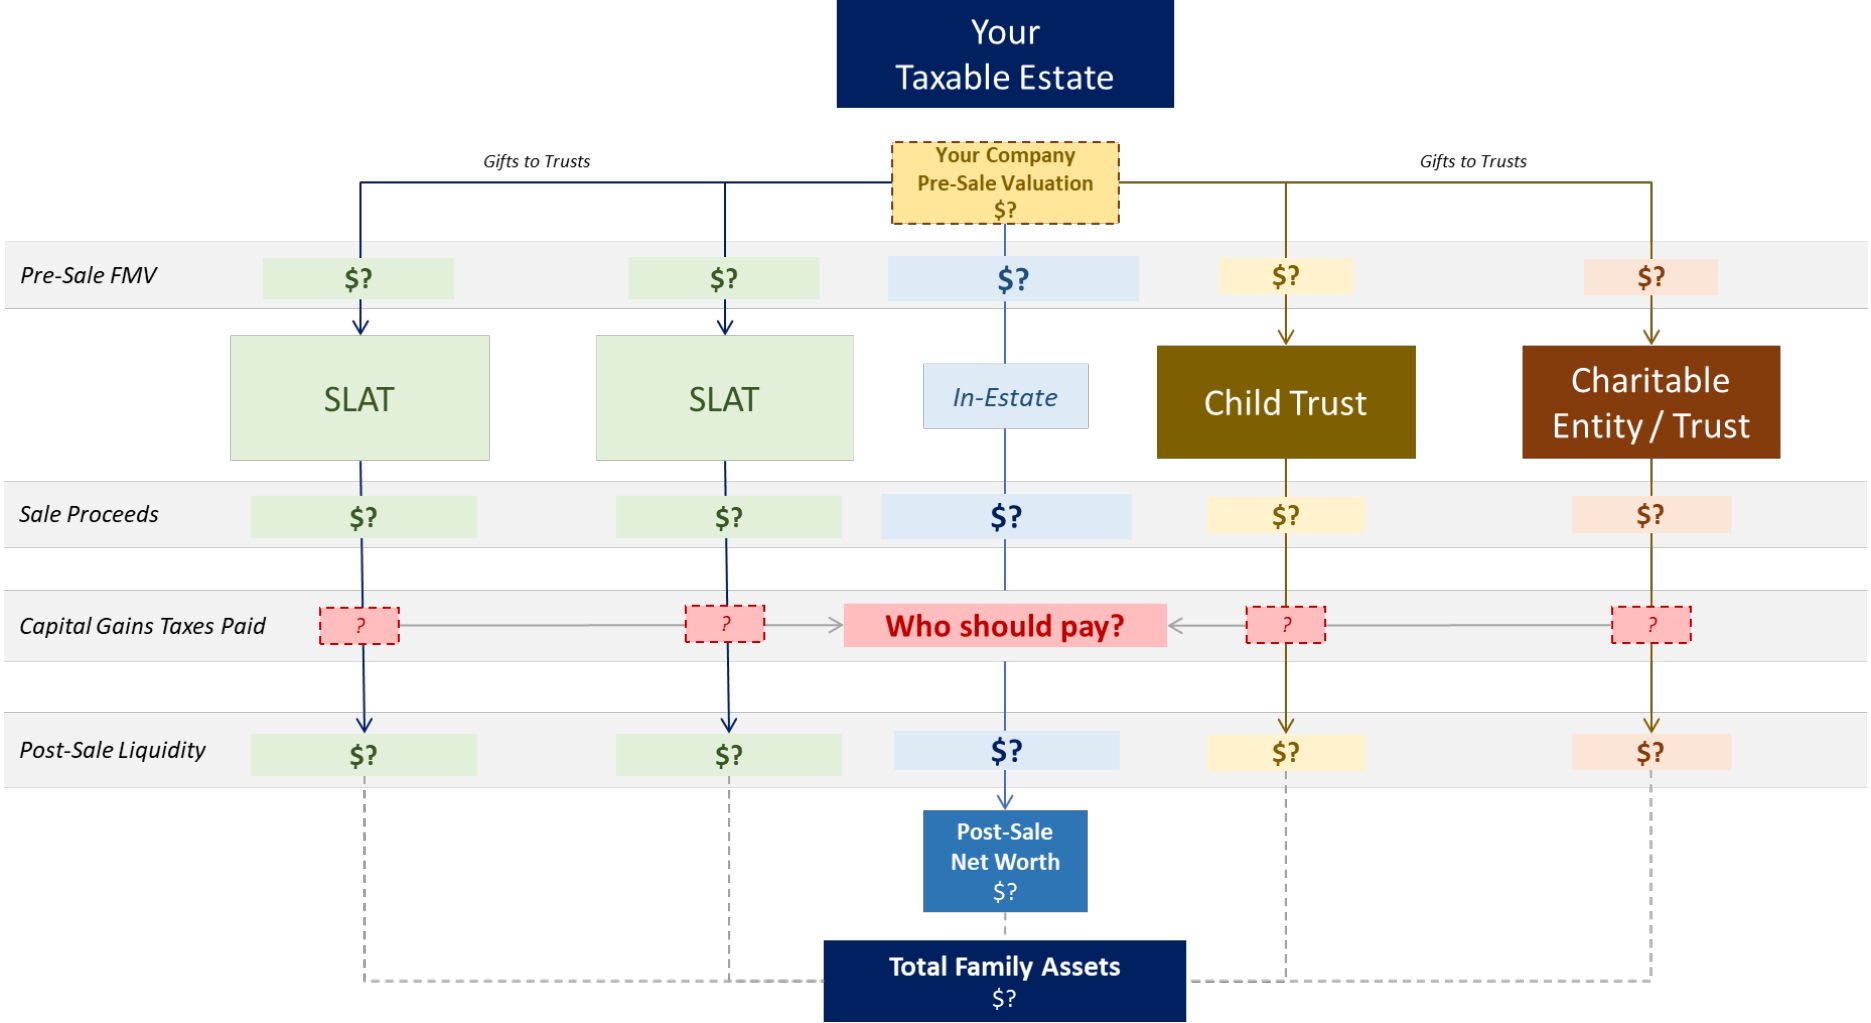 Your
Taxable Estate
Gifts to Trusts
Your Company
Pre-Sale Valuation
$?
Gifts to Trusts
Pre-Sale FMV
$?
$?
$?
$?
$?
SLAT
SLAT
In-Estate
Child Trust
Charitable
Entity / Trust
Sale Proceeds
$?
$?
$?
$?
$?
Capital Gains Taxes Paid
?
?
Who should pay?
?
?
Post-Sale Liquidity
$?
$?
$?
$?
$?
Post-Sale
Net Worth
$?
Total Family Assets
$?